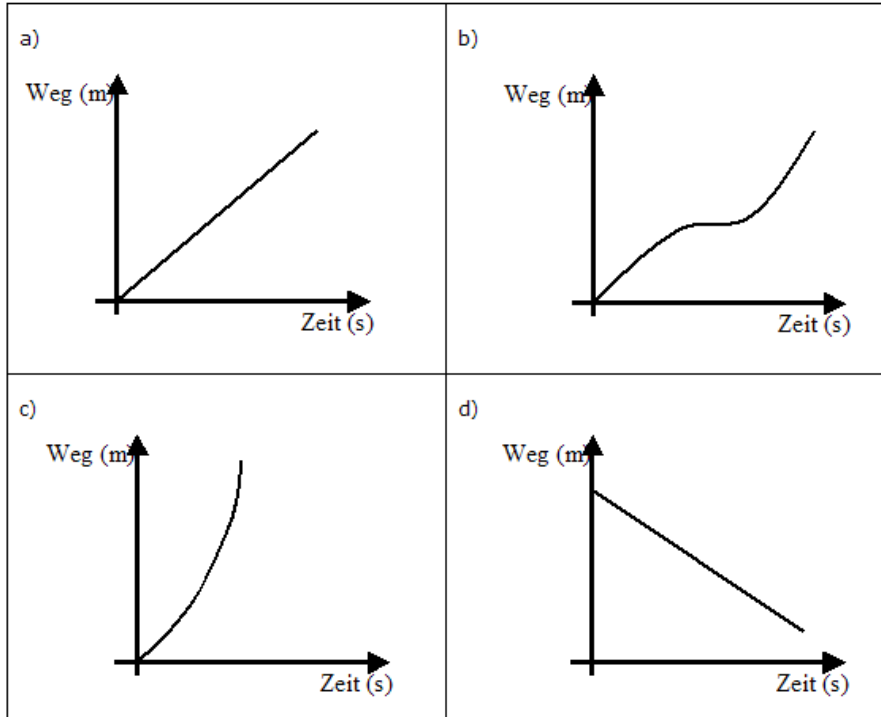 a)
Weg (m)
Zeit (s)
b)
Weg (m)
Zeit (s)
c)
Weg (m)
Zeit (s)
d)
Weg (m)
Zeit (s)